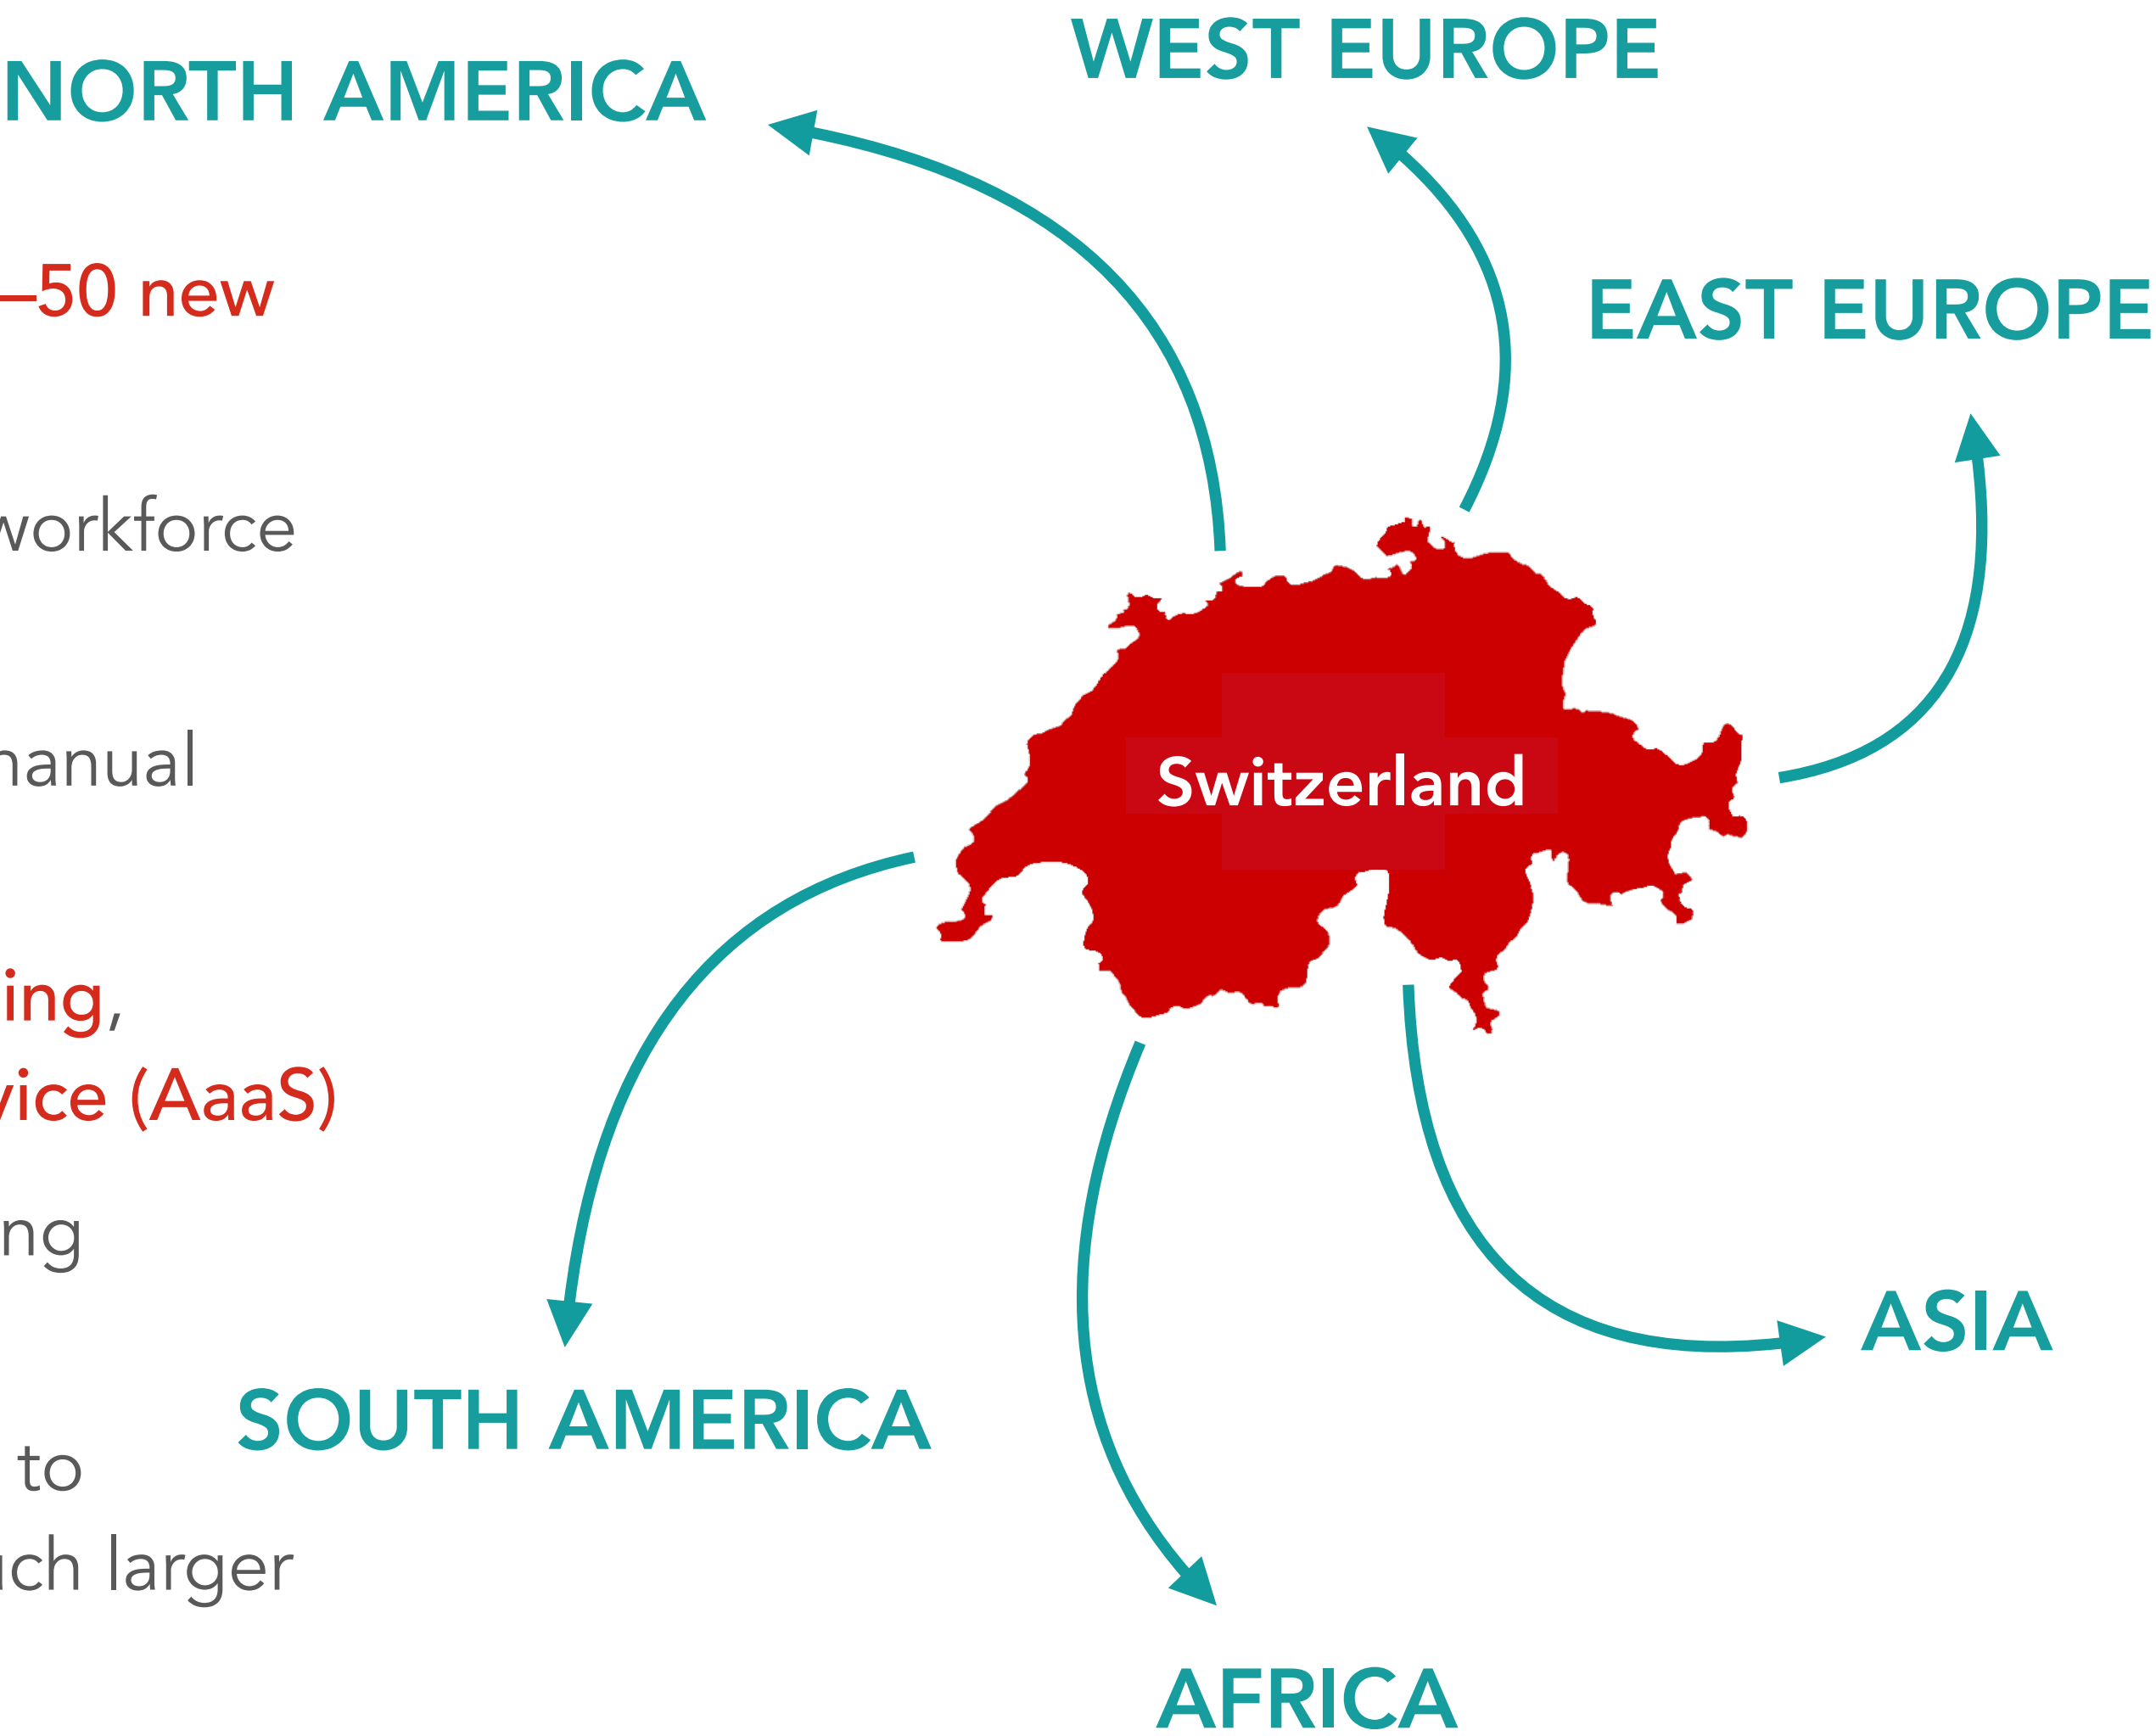 WEST EUROPE
NORTH AMERICA
–50 new
EAST EUROPE
workforce
manual
Switzerland
ing,
vice (AaaS)
ng
ASIA
SOUTH AMERICA
to
ch larger
AFRICA